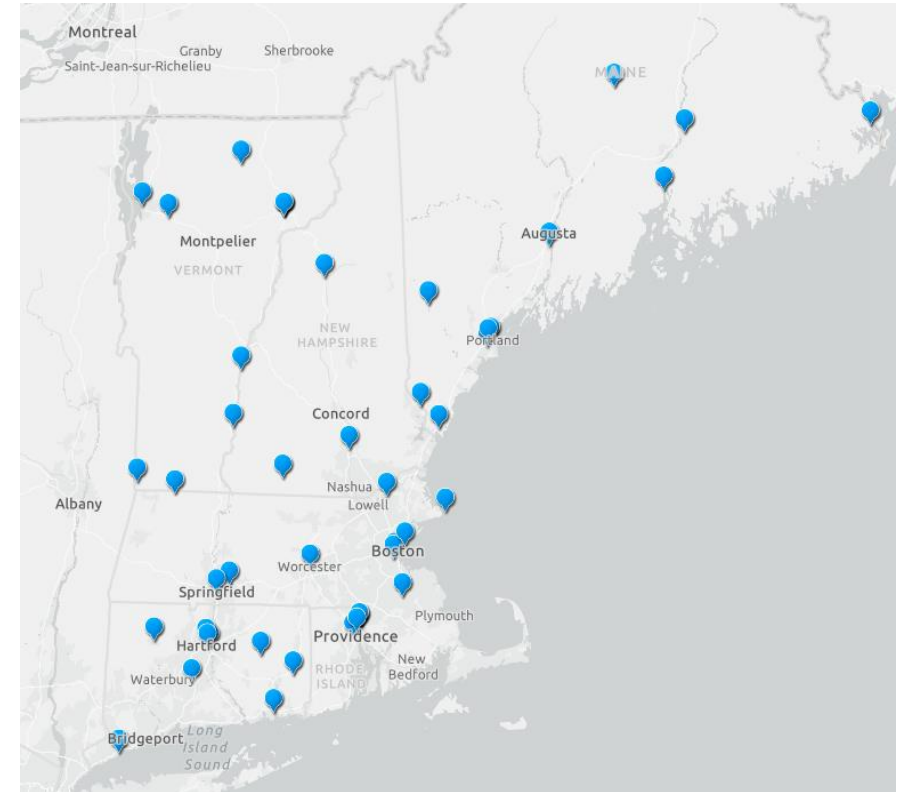 Montreal
Granby
Sherbrooke
Saint-Jean-sur-Richelieu
MAINE
Augusta
Montpelier
VERMONT
NEW
HAMPSHIRE
Portland
Concord
Nashua
Lowell
Albany
Boston
Worcester
Springfield
Plymouth
Providence
Hartford
New
Bedford
RHODE
ISLAND
Waterbury
Bridgeport
Long
Island
Sound